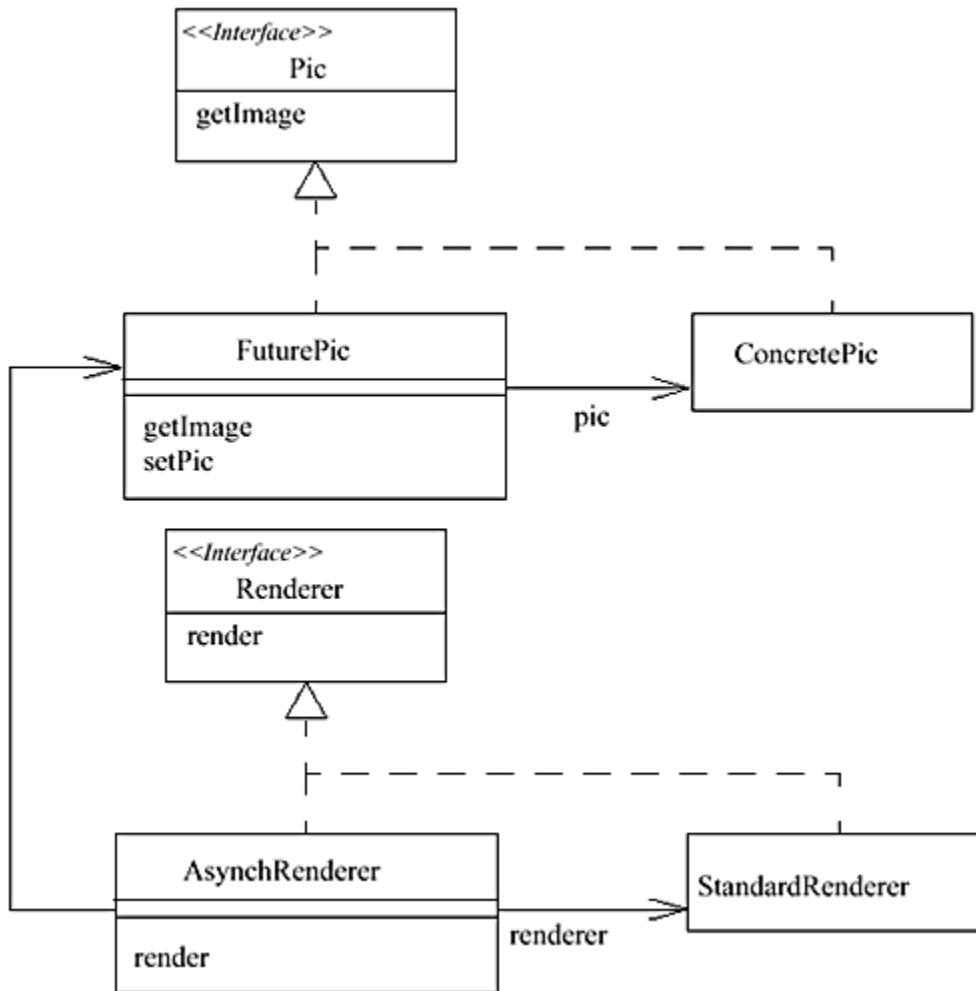 <<Interface>>
Pic
getImage
FuturePic
ConcretePic
pic
getImage
setPic
<<Interface>>
Renderer
render
AsynchRenderer
StandardRenderer
renderer
render